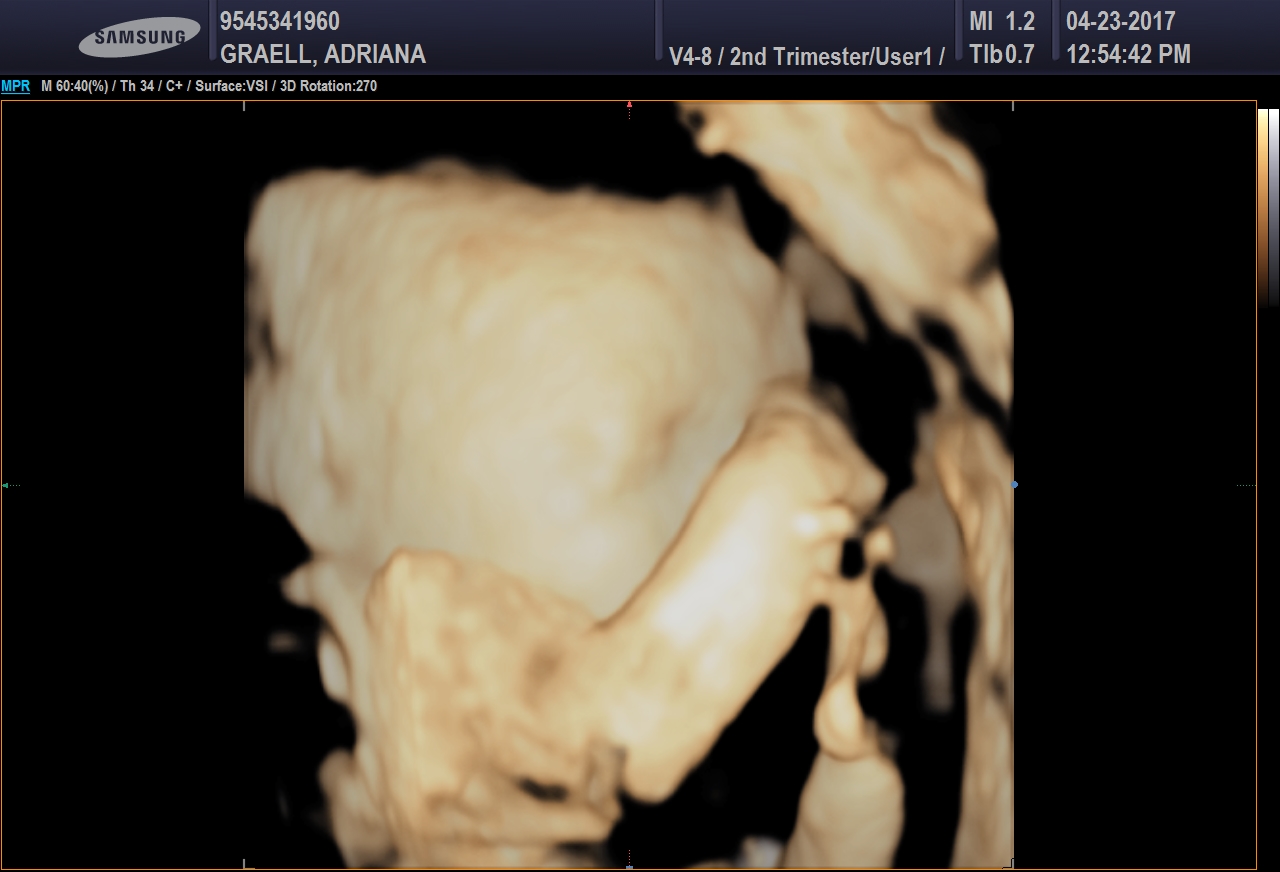 SAMSUNG
9545341960
GRAELL, ADRIANA
V4-8 / 2nd Trimester/User1 /
MI 1.2
TIb 0.7
04-23-2017
12:54:42 PM
MPR M 60:40(%) / Th 34 / C+ / Surface:VSI / 3D Rotation:270